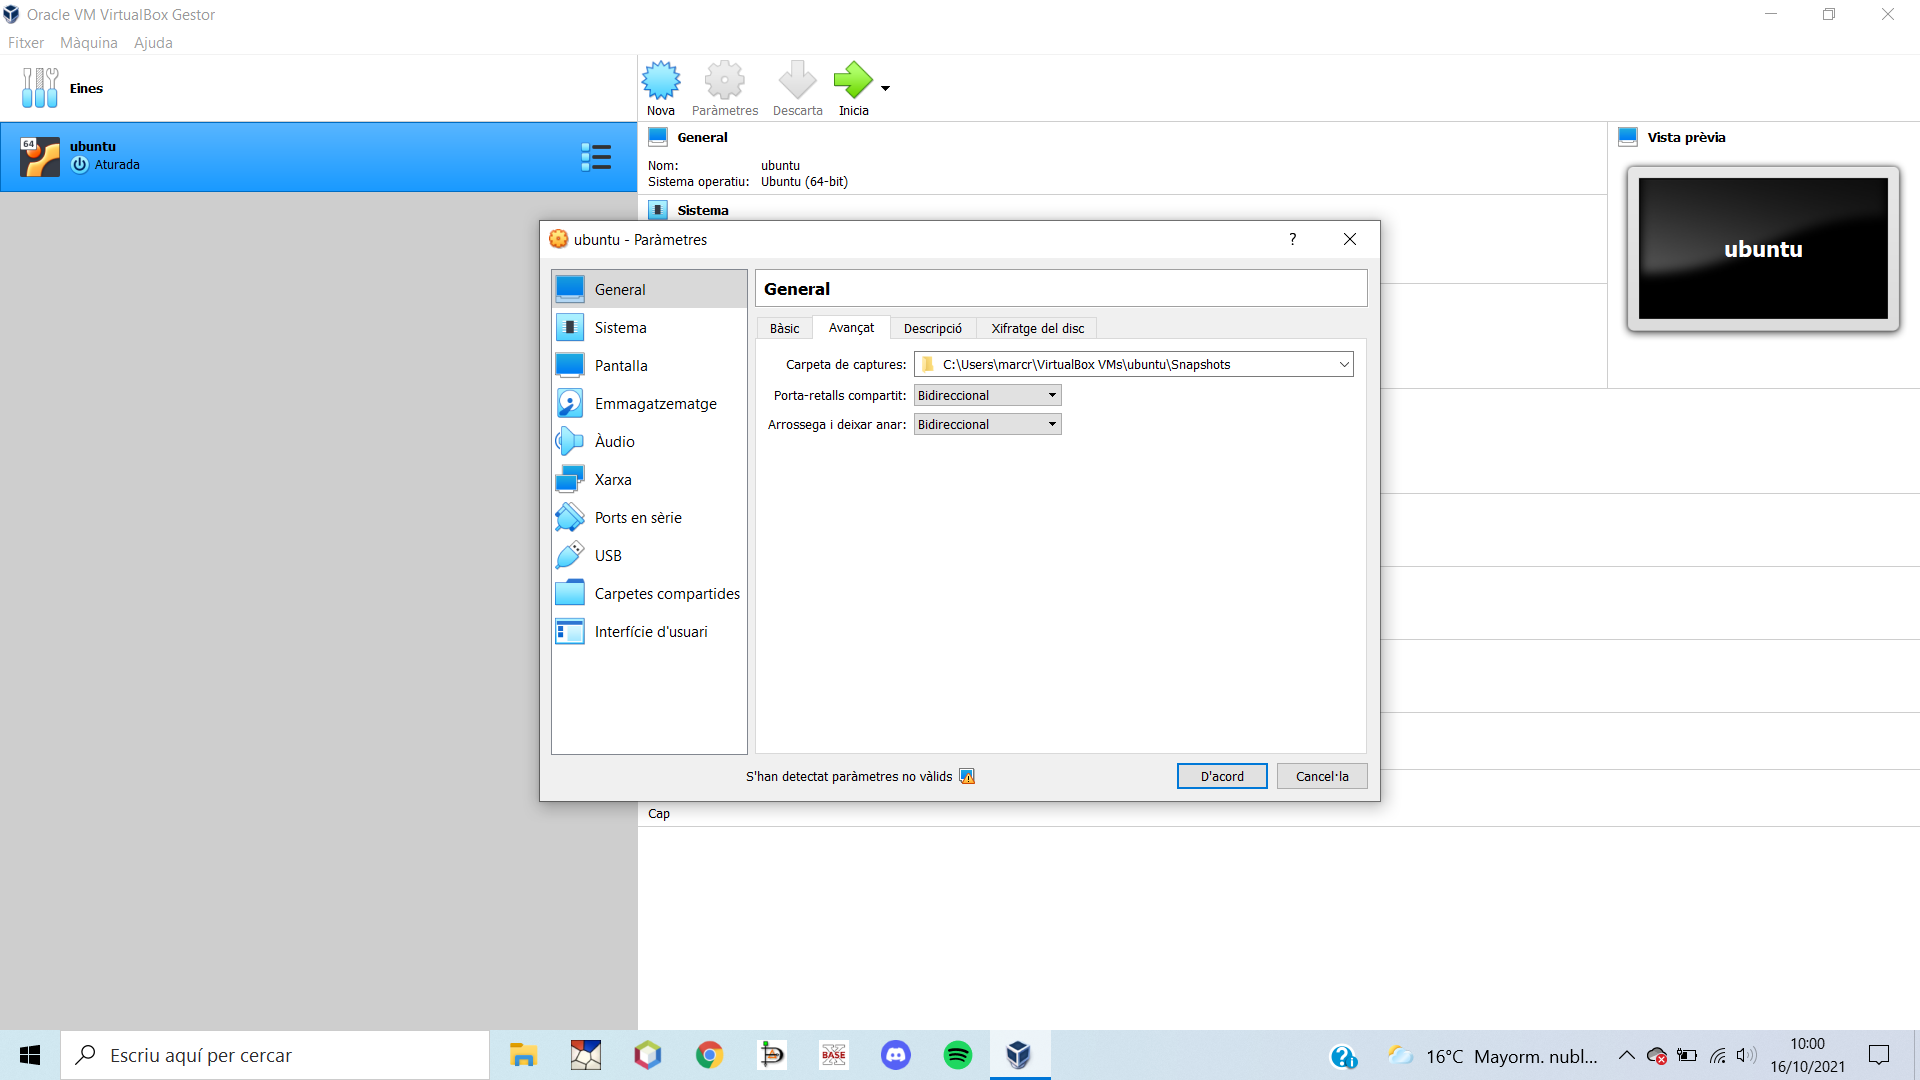 Oracle VM VirtualBox Gestor
Fitxer Màquina Ajuda
Eines
Nova Paràmetres Descarta Inicia
64
ubuntu
Aturada
General
Nom: ubuntu
Sistema operatiu: Ubuntu (64-bit)
Sistema
Vista prèvia
ubuntu
ubuntu - Paràmetres
?
General
Sistema
Pantalla
Emmagatzematge
Àudio
Xarxa
Ports en sèrie
USB
Carpetes compartides
Interfície d'usuari
General
Bàsic Avançat Descripció Xifratge del disc
Carpeta de captures: C:\Users\marcr\VirtualBox VMs\ubuntu\Snapshots
Porta-retalls compartit: Bidireccional
Arrossega i deixar anar: Bidireccional
S'han detectat paràmetres no vàlids
D'acord Cancel·la
Cap
Escriu aquí per cercar
BASE
16°C Mayorm. nubl...
10:00
16/10/2021